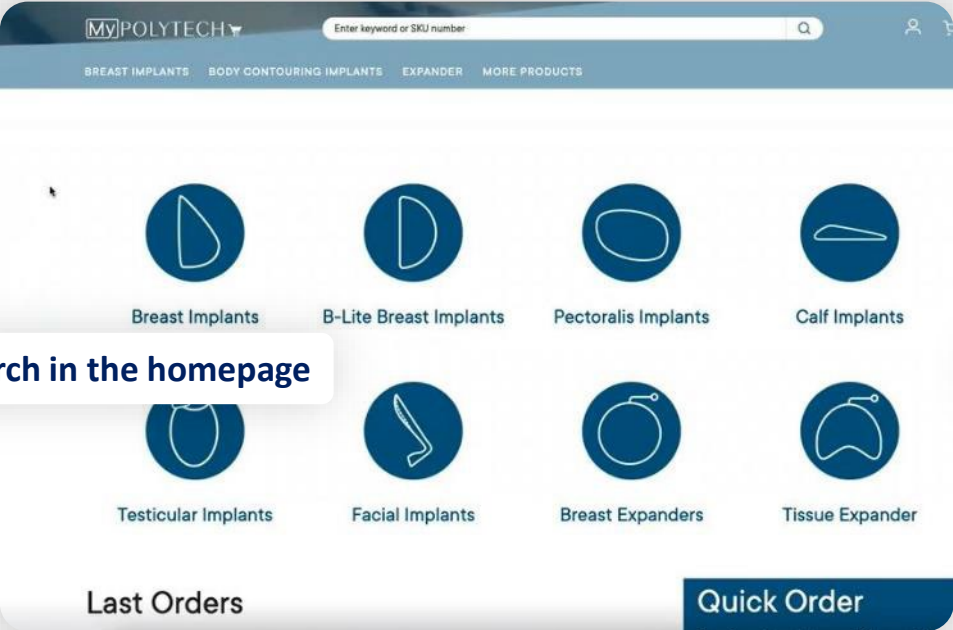 MyPOLYTECH
Enter keyword or SKU number
BREAST IMPLANTS BODY CONTOURING IMPLANTS EXPANDER MORE PRODUCTS
Breast Implants B-Lite Breast Implants Pectoralis Implants Calf Implants
in the homepage
Testicular Implants Facial Implants Breast Expanders Tissue Expander
Last Orders Quick Order